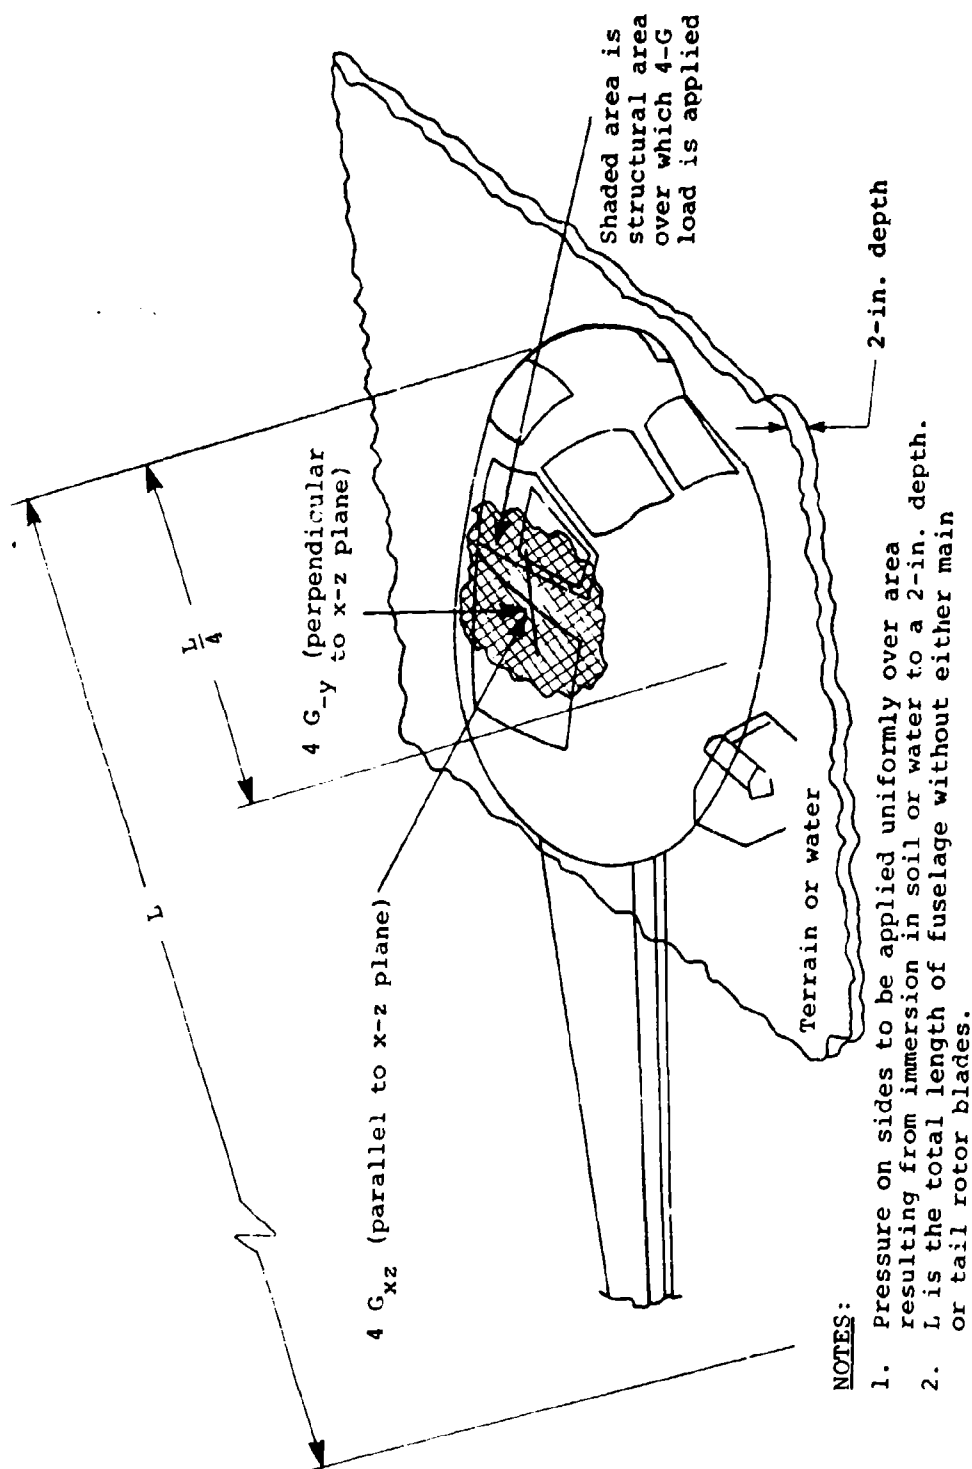 L
L
4
4 G-y (perpendicular
to x-z plane)
4 Gxz (parallel to x-z plane)
Shaded area is
structural area
over which 4-G
load is applied
2-in. depth
Terrain or water
NOTES:
1. Pressure on sides to be applied uniformly over area
resulting from immersion in soil or water to a 2-in. depth.
2. L is the total length of fuselage without either main
or tail rotor blades.